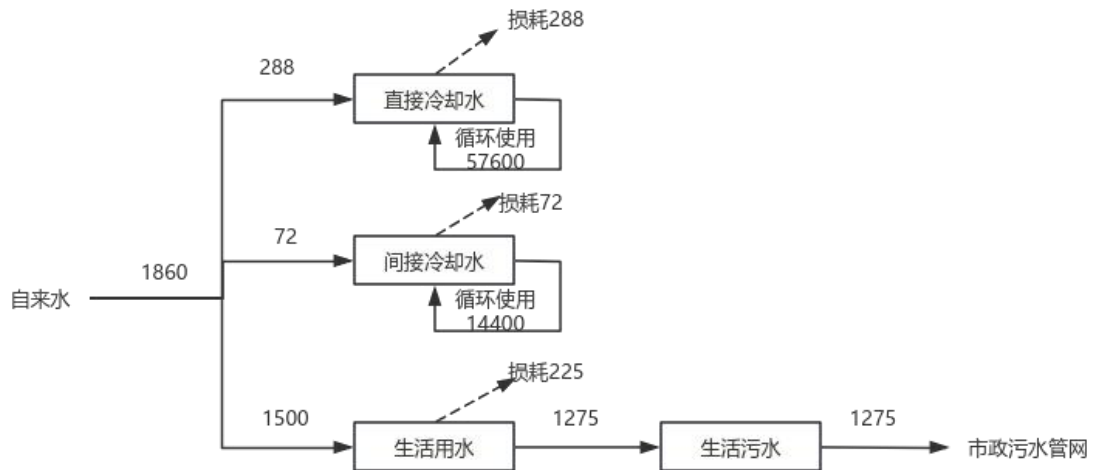 损耗288
288
直接冷却水
循环使用
57600
损耗72
72
间接冷却水
1860
自来水
循环使用
14400
损耗225
1500
1275
1275
生活用水
生活污水
市政污水管网